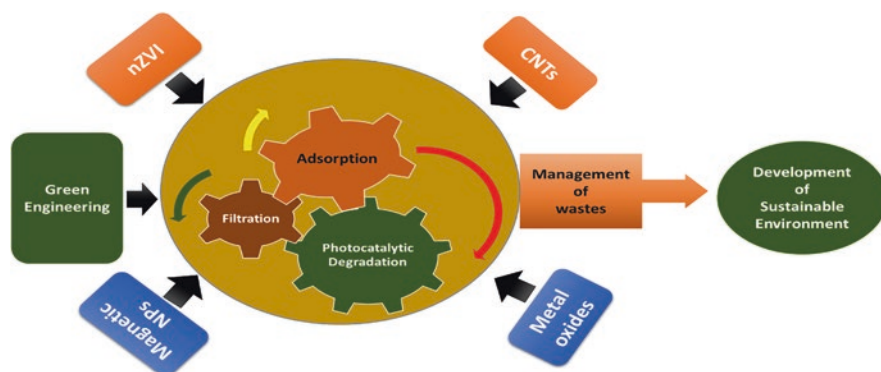 nZVI
CNTs
Green
Engineering
Adsorption
Filtration
Photocatalytic
Degradation
Management
of
wastes
Development
of
Sustainable
Environment
Magnetic
NPs
Metal
oxides